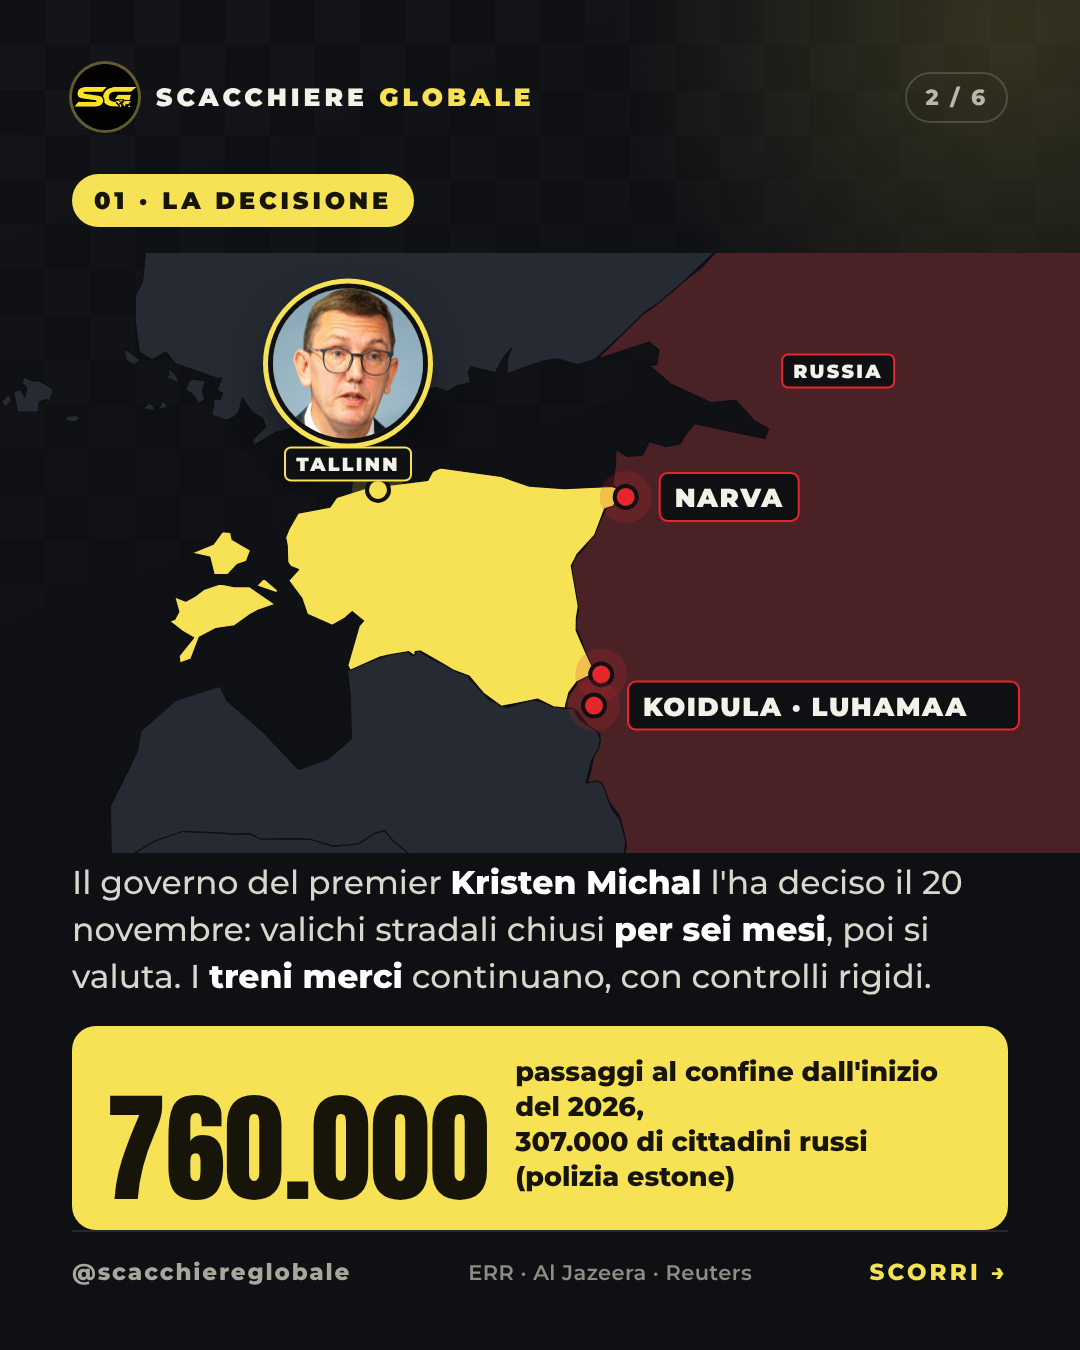 SG
SCACCHIERE GLOBALE
2 / 6
01 · LA DECISIONE
RUSSIA
TALLINN
NARVA
KOIDULA · LUHAMAA
Il governo del premier Kristen Michal l'ha deciso il 20
novembre: valichi stradali chiusi per sei mesi, poi si
valuta. I treni merci continuano, con controlli rigidi.
760.000
passaggi al confine dall'inizio
del 2026,
307.000 di cittadini russi
(polizia estone)
@scacchiereglobale
ERR · Al Jazeera · Reuters
SCORRI →